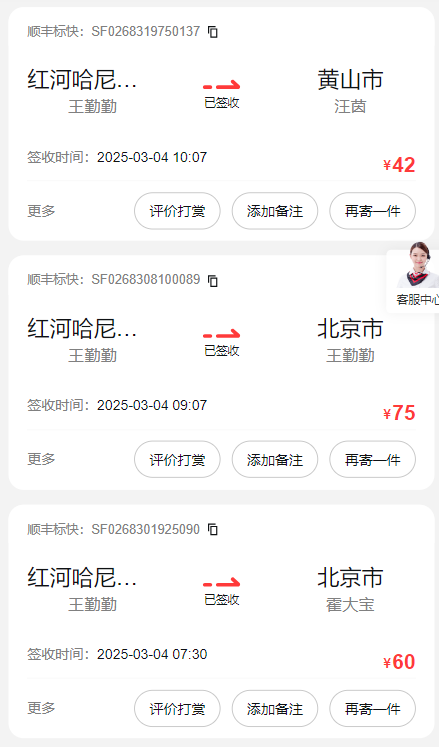 顺丰标快：SF0268319750137
红河哈尼... 黄山市
王勤勤 已签收 汪茵
签收时间：2025-03-04 10:07 ¥42
更多 评价打赏 添加备注 再寄一件
客服中心
顺丰标快：SF0268308100089
红河哈尼... 北京市
王勤勤 已签收 王勤勤
签收时间：2025-03-04 09:07 ¥75
更多 评价打赏 添加备注 再寄一件
顺丰标快：SF0268301925090
红河哈尼... 北京市
王勤勤 已签收 霍大宝
签收时间：2025-03-04 07:30 ¥60
更多 评价打赏 添加备注 再寄一件